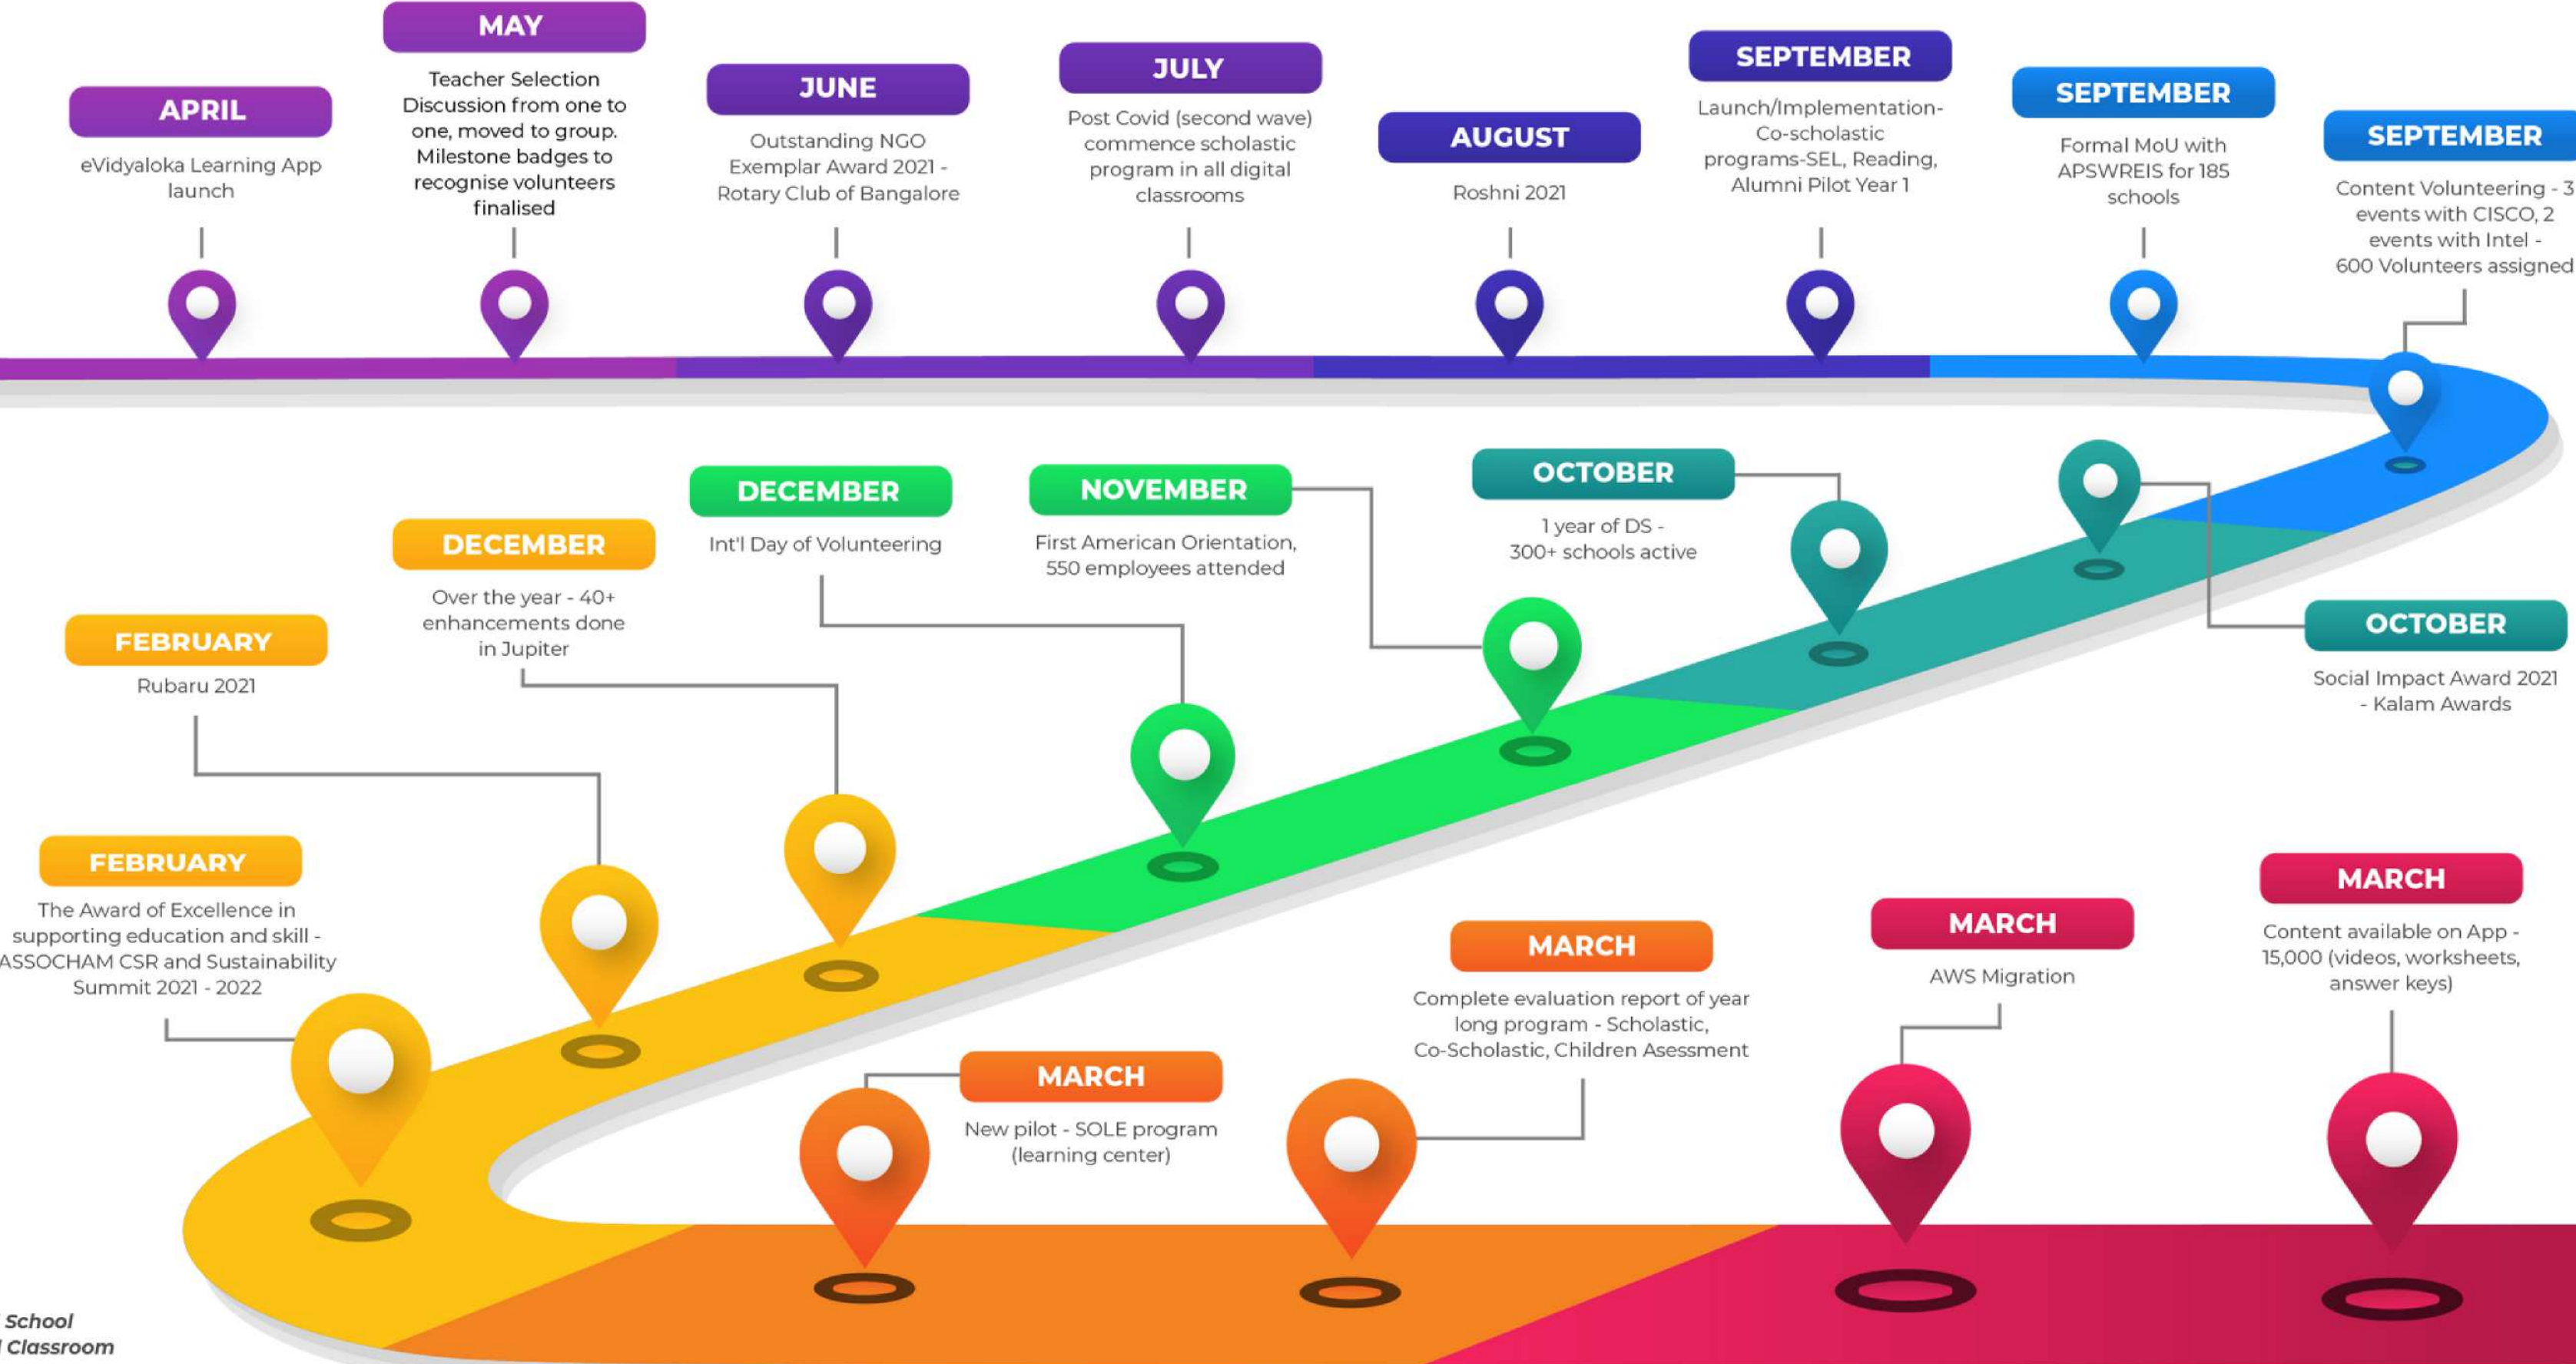 APRIL
eVidyaloka Learning App
launch
MAY
Teacher Selection
Discussion from one to
one, moved to group.
Milestone badges to
recognise volunteers
finalised
JUNE
Outstanding NGO
Exemplar Award 2021 -
Rotary Club of Bangalore
JULY
Post Covid (second wave)
commence scholastic
program in all digital
classrooms
AUGUST
Roshni 2021
SEPTEMBER
Launch/Implementation-
Co-scholastic
programs-SEL, Reading,
Alumni Pilot Year 1
SEPTEMBER
Formal MoU with
APSWREIS for 185
schools
SEPTEMBER
Content Volunteering - 3
events with CISCO, 2
events with Intel -
600 Volunteers assigned
OCTOBER
Social Impact Award 2021
- Kalam Awards
OCTOBER
1 year of DS -
300+ schools active
NOVEMBER
First American Orientation,
550 employees attended
DECEMBER
Int'l Day of Volunteering
DECEMBER
Over the year - 40+
enhancements done
in Jupiter
FEBRUARY
Rubaru 2021
FEBRUARY
The Award of Excellence in
supporting education and skill -
ASSOCHAM CSR and Sustainability
Summit 2021 - 2022
MARCH
New pilot - SOLE program
(learning center)
MARCH
Complete evaluation report of year
long program - Scholastic,
Co-Scholastic, Children Asessment
MARCH
AWS Migration
MARCH
Content available on App -
15,000 (videos, worksheets,
answer keys)
School
Classroom